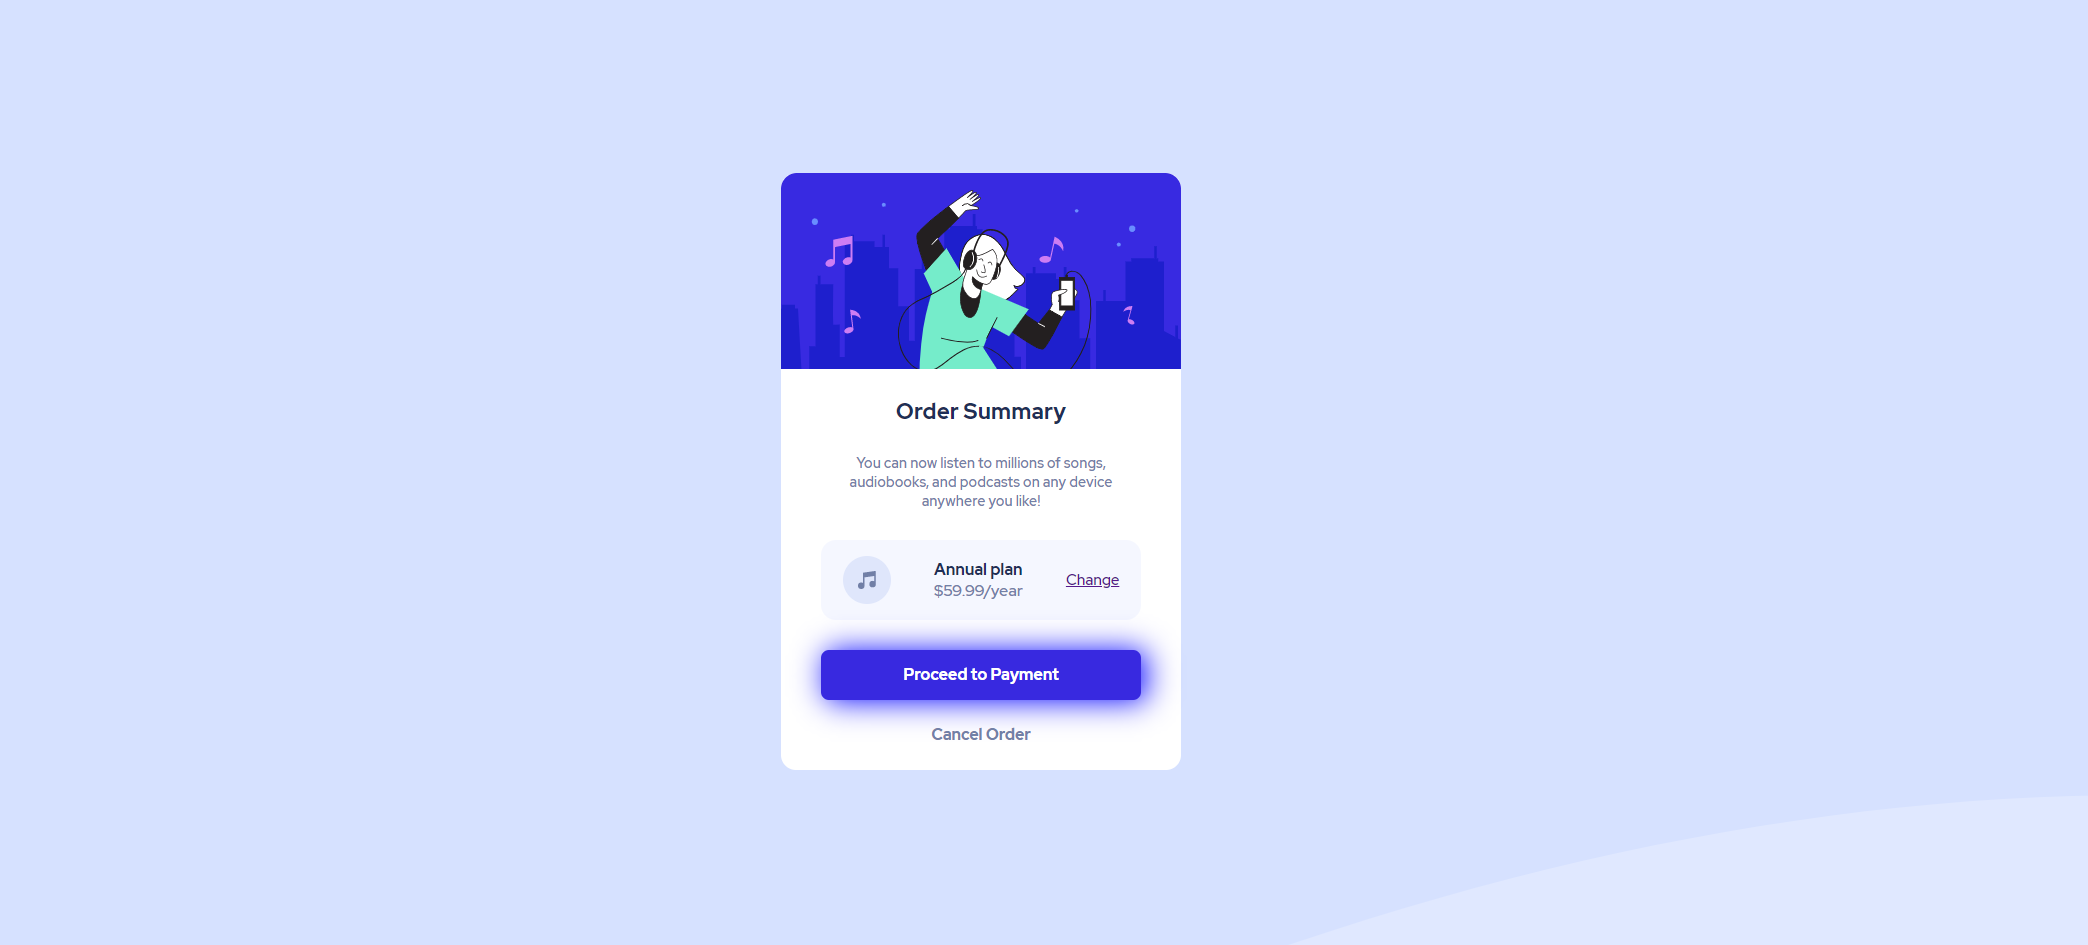 Order Summary
You can now listen to millions of songs,
audiobooks, and podcasts on any device
anywhere you like!
Annual plan
$59.99/year
Change
Proceed to Payment
Cancel Order